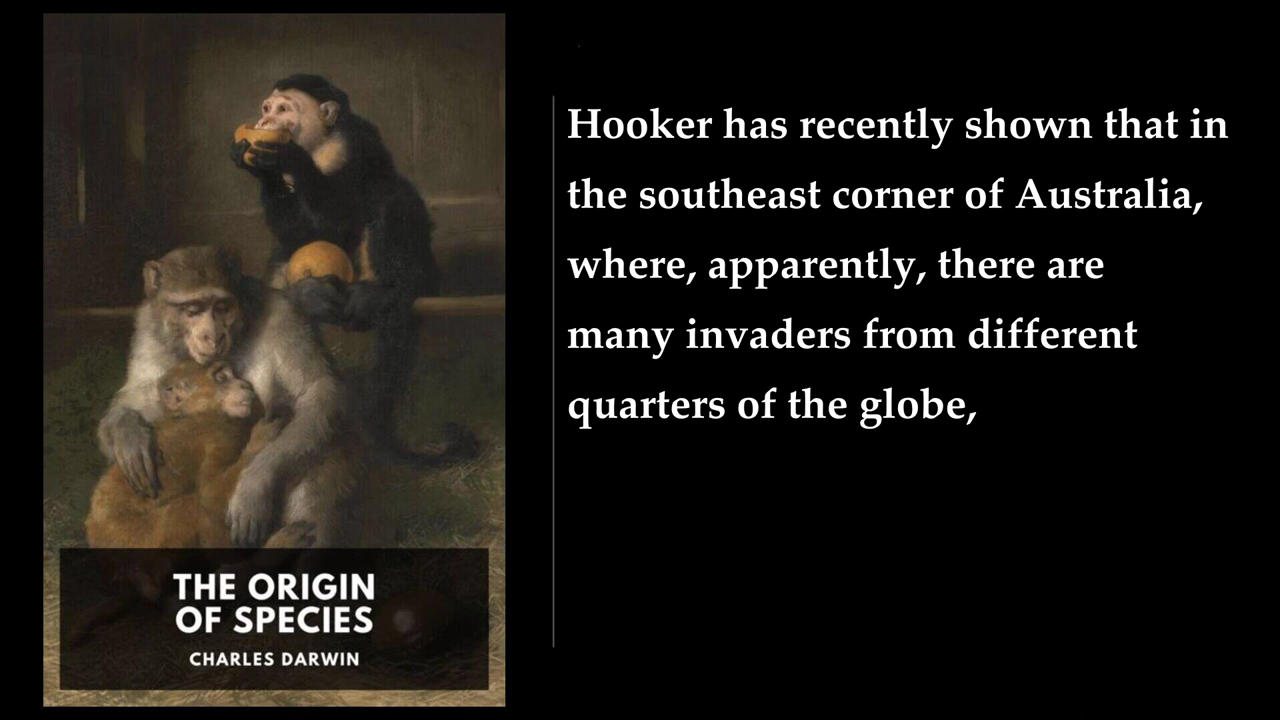 Hooker has recently shown that in
the southeast corner of Australia,
where, apparently, there are
many invaders from different
quarters of the globe,
THE ORIGIN
OF SPECIES
CHARLES DARWIN